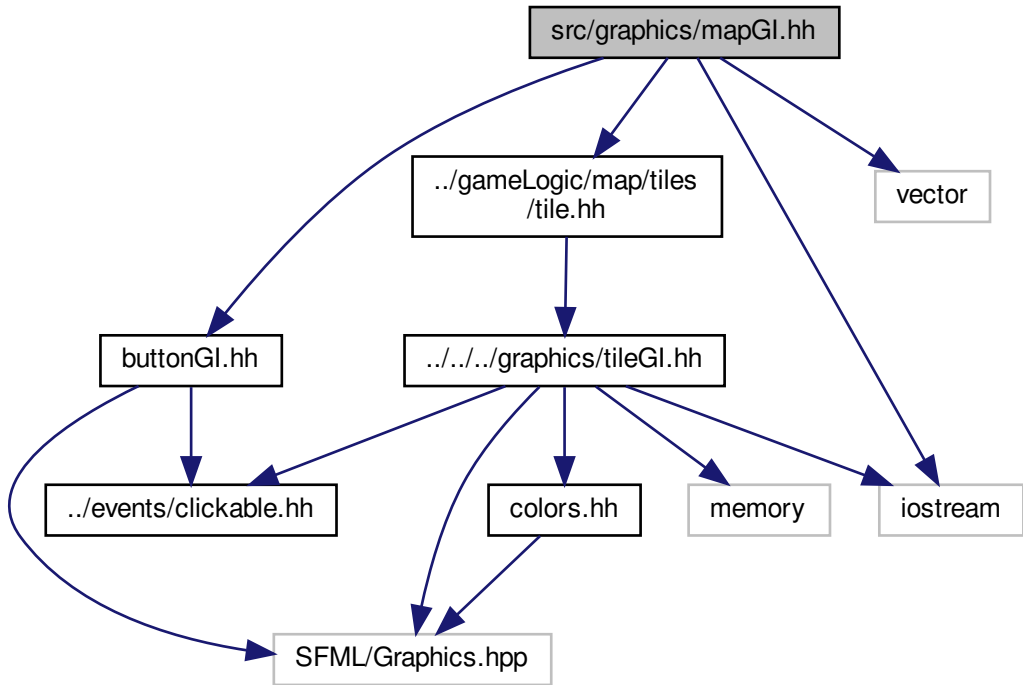 src/graphics/mapGI.hh
../gameLogic/map/tiles
/tile.hh
vector
buttonGI.hh
../../../graphics/tileGI.hh
../events/clickable.hh
colors.hh
memory
iostream
SFML/Graphics.hpp